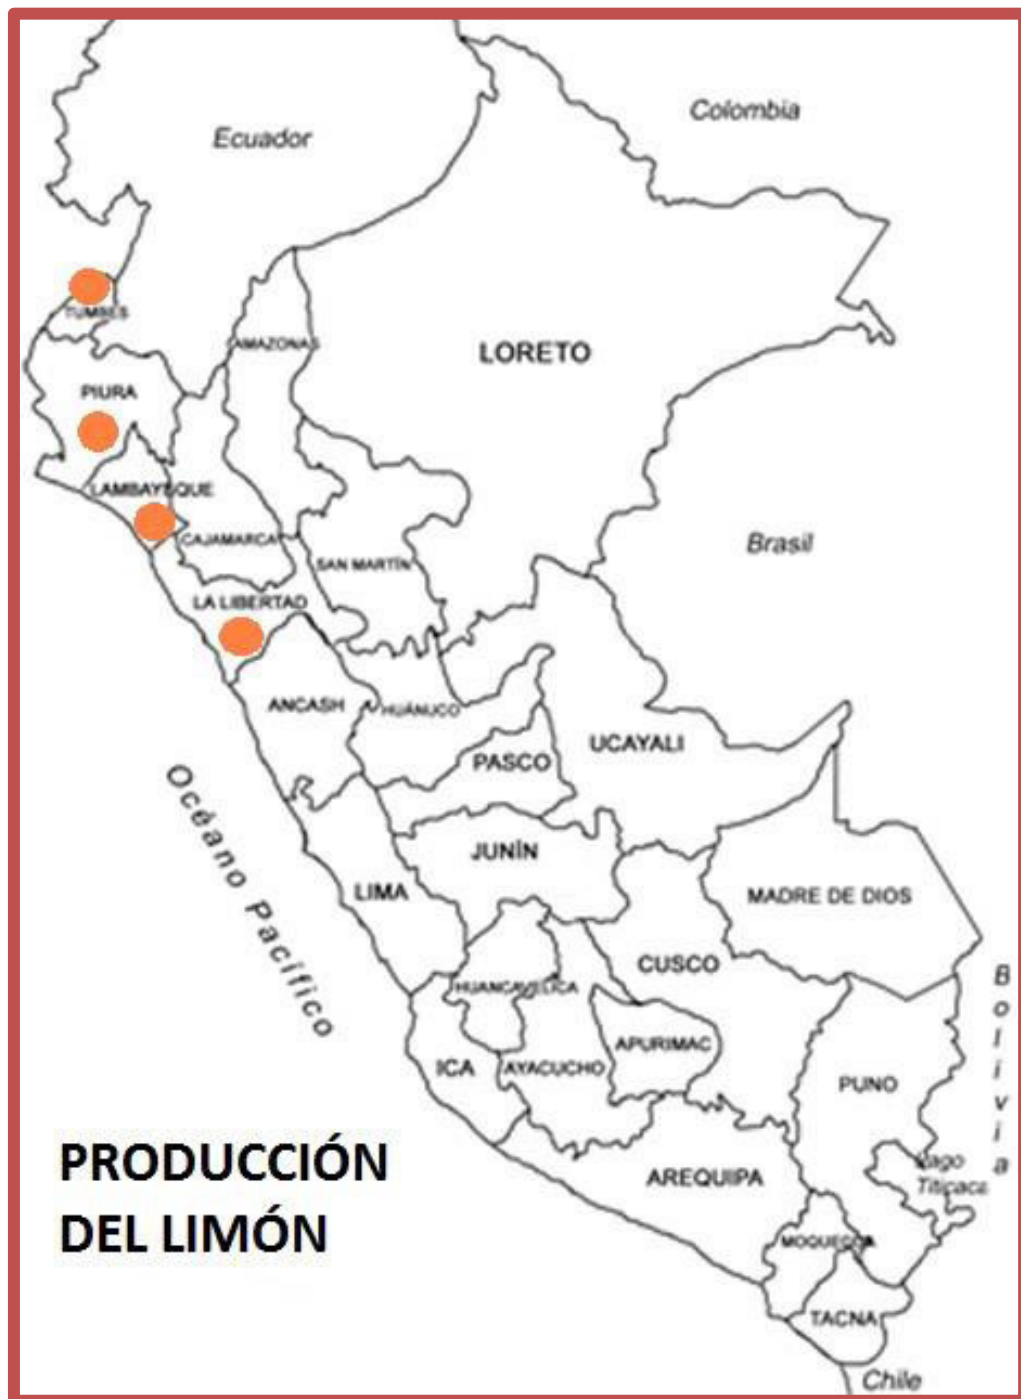 Colombia
Ecuador
TUMBES
AMAZONAS
LORETO
PIURA
LAMBAYEQUE
CAJAMARCA
Brasil
SAN MARTÍN
LA LIBERTAD
ANCASH
HUÁNUCO
UCAYALI
PASCO
Océano Pacífico
JUNÍN
LIMA
MADRE DE DIOS
CUSCO
HUANCAVELICA
Bolivia
APURIMAC
ICA
AYACUCHO
PUNO
PRODUCCIÓN
DEL LIMÓN
AREQUIPA
Lago
Titicaca
MOQUEGUA
TACNA
Chile